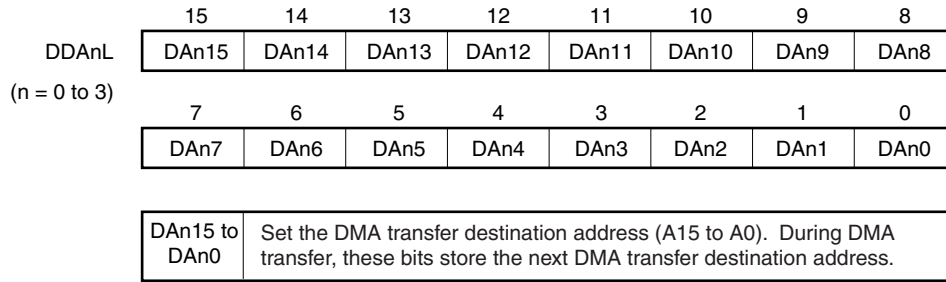 15 14 13 12 11 10 9 8
DDAnL DAn15 DAn14 DAn13 DAn12 DAn11 DAn10 DAn9 DAn8
(n = 0 to 3)
7 6 5 4 3 2 1 0
DAn7 DAn6 DAn5 DAn4 DAn3 DAn2 DAn1 DAn0
DAn15 to DAn0
Set the DMA transfer destination address (A15 to A0). During DMA
transfer, these bits store the next DMA transfer destination address.